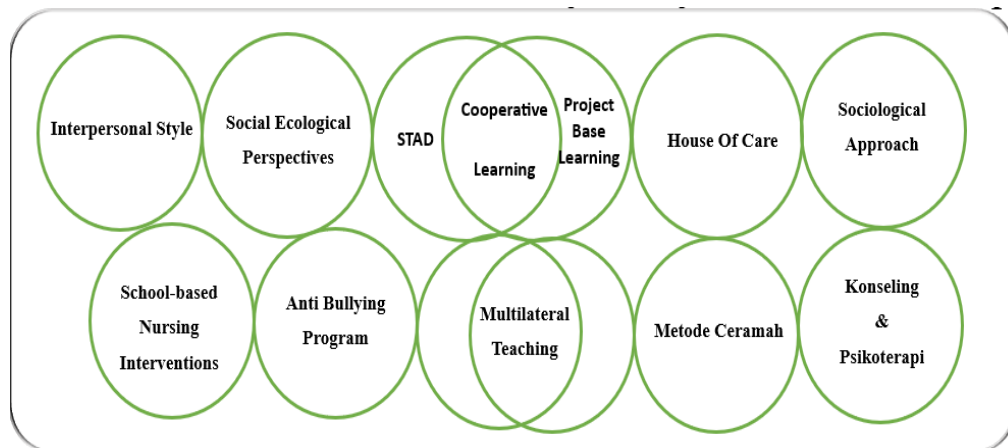 Interpersonal Style
Social Ecological
Perspectives
STAD
Cooperative
Learning
Project
Base
Learning
House Of Care
Sociological
Approach
School-based
Nursing
Interventions
Anti Bullying
Program
Multilateral
Teaching
Metode Ceramah
Konseling
&
Psikoterapi